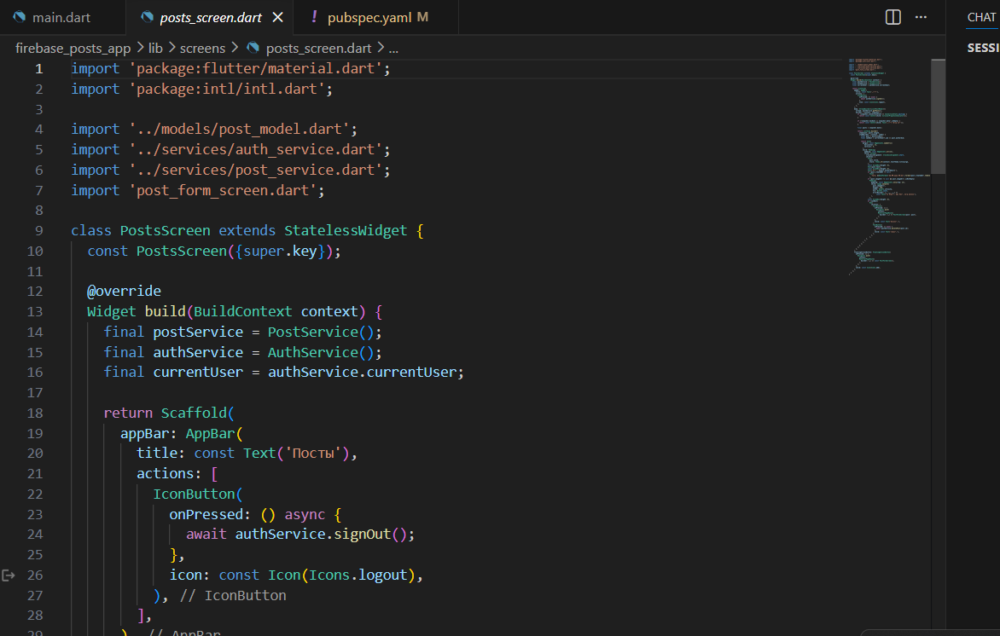 main.dart posts_screen.dart ! pubspec.yaml M CHAT
firebase_posts_app > lib > screens > posts_screen.dart > ... SESSI
1 import 'package:flutter/material.dart';
2 import 'package:intl/intl.dart';
3
4 import '../models/post_model.dart';
5 import '../services/auth_service.dart';
6 import '../services/post_service.dart';
7 import 'post_form_screen.dart';
8
9 class PostsScreen extends StatelessWidget {
10 const PostsScreen({super.key});
11
12 @override
13 Widget build(BuildContext context) {
14 final postService = PostService();
15 final authService = AuthService();
16 final currentUser = authService.currentUser;
17
18 return Scaffold(
19 appBar: AppBar(
20 title: const Text('Посты'),
21 actions: [
22 IconButton(
23 onPressed: () async {
24 await authService.signOut();
25 },
26 icon: const Icon(Icons.logout),
27 ), // IconButton
28 ],
29 ), // AppBar